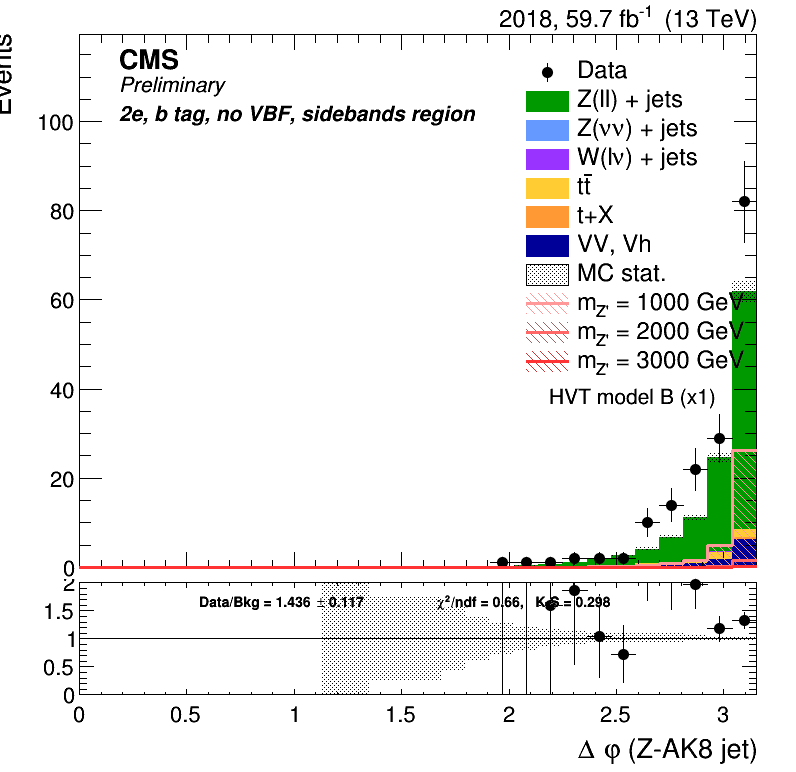 2018, 59.7 fb⁻¹ (13 TeV)
Events
CMS
Preliminary
2e, b tag, no VBF, sidebands region
Data
Z(ll) + jets
Z(νν) + jets
W(lν) + jets
tt̄
t+X
VV, Vh
MC stat.
m_Z' = 1000 GeV
m_Z' = 2000 GeV
m_Z' = 3000 GeV
HVT model B (x1)
100
80
60
40
20
0
2
1.5
1
0.5
0
Data/Bkg = 1.436 ± 0.117
χ²/ndf = 0.66, K-S = 0.298
0 0.5 1 1.5 2 2.5 3
Δ φ (Z-AK8 jet)